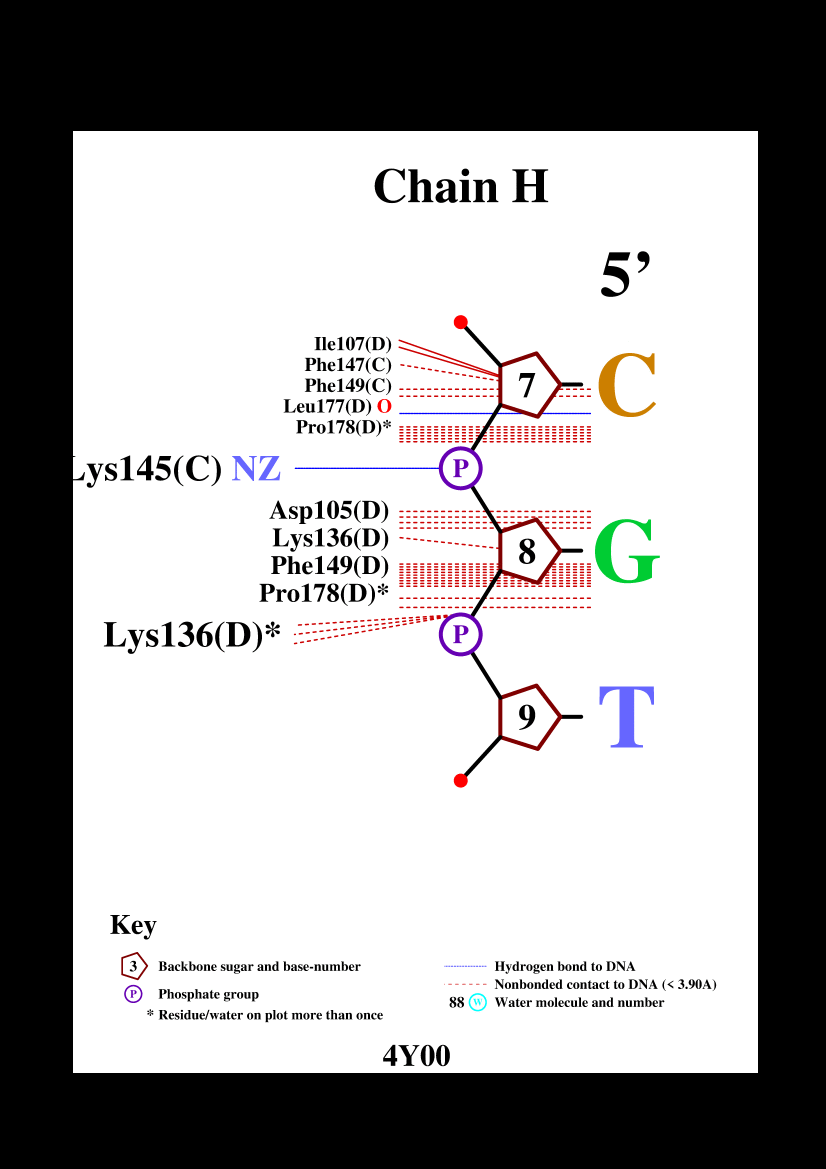 Chain H
5’
Ile107(D)
Phe147(C)
Phe149(C)
Leu177(D) O
Pro178(D)*
7
C
Lys145(C) NZ
P
Asp105(D)
Lys136(D)
Phe149(D)
Pro178(D)*
8
G
Lys136(D)*
P
9
T
Key
3 Backbone sugar and base-number
P Phosphate group
* Residue/water on plot more than once
Hydrogen bond to DNA
Nonbonded contact to DNA (< 3.90A)
88 W Water molecule and number
4Y00